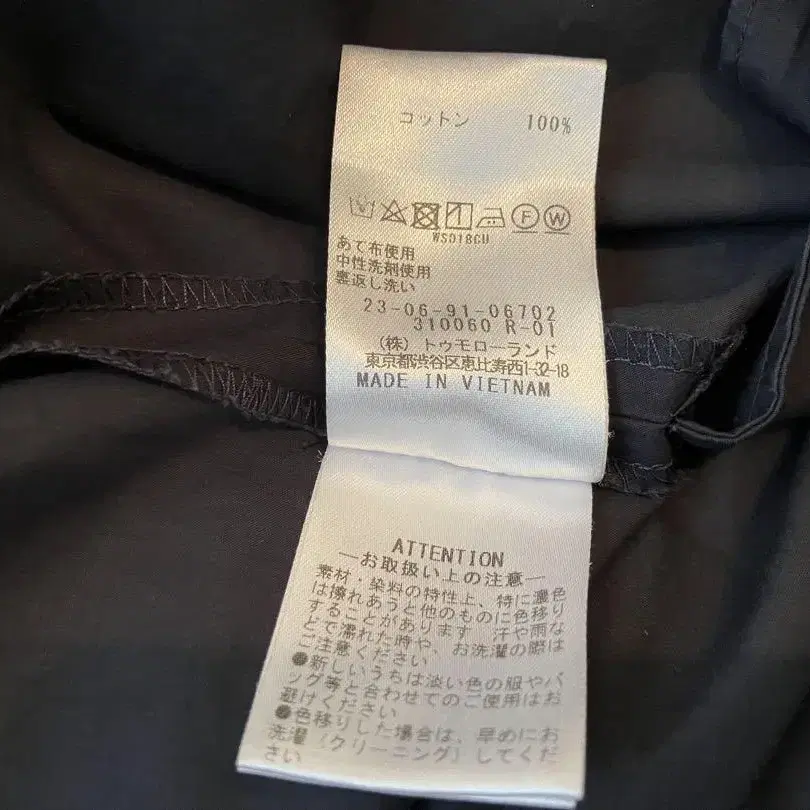 コットン 100%
WS018CU
あて布使用
中性洗剤使用
裏返し洗い
23-06-91-06702
310060 R-01
(株)トゥモローランド
東京都渋谷区恵比寿西1-32-18
MADE IN VIETNAM
ATTENTION
―お取扱い上の注意―
素材・染料の特性上、特に濃色
は擦れあうと他のものに色移り
することがあります 汗や雨な
どで濡れた時や、お洗濯の際は
ご注意ください
●新しいうちは淡い色の服やバ
ッグ等と合わせてのご使用はお
避けください
●色移りした場合は、早めにお
洗濯(クリーニング)してくだ
さい